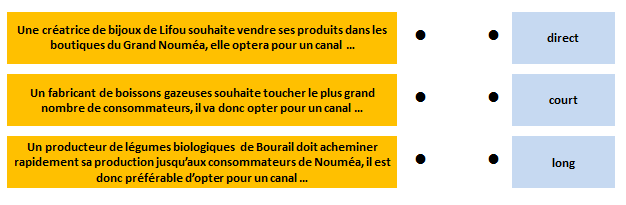 Une créatrice de bijoux de Lifou souhaite vendre ses produits dans les
boutiques du Grand Nouméa, elle optera pour un canal ...
direct
Un fabricant de boissons gazeuses souhaite toucher le plus grand
nombre de consommateurs, il va donc opter pour un canal ...
court
Un producteur de légumes biologiques de Bourail doit acheminer
rapidement sa production jusqu'aux consommateurs de Nouméa, il est
donc préférable d'opter pour un canal ...
long